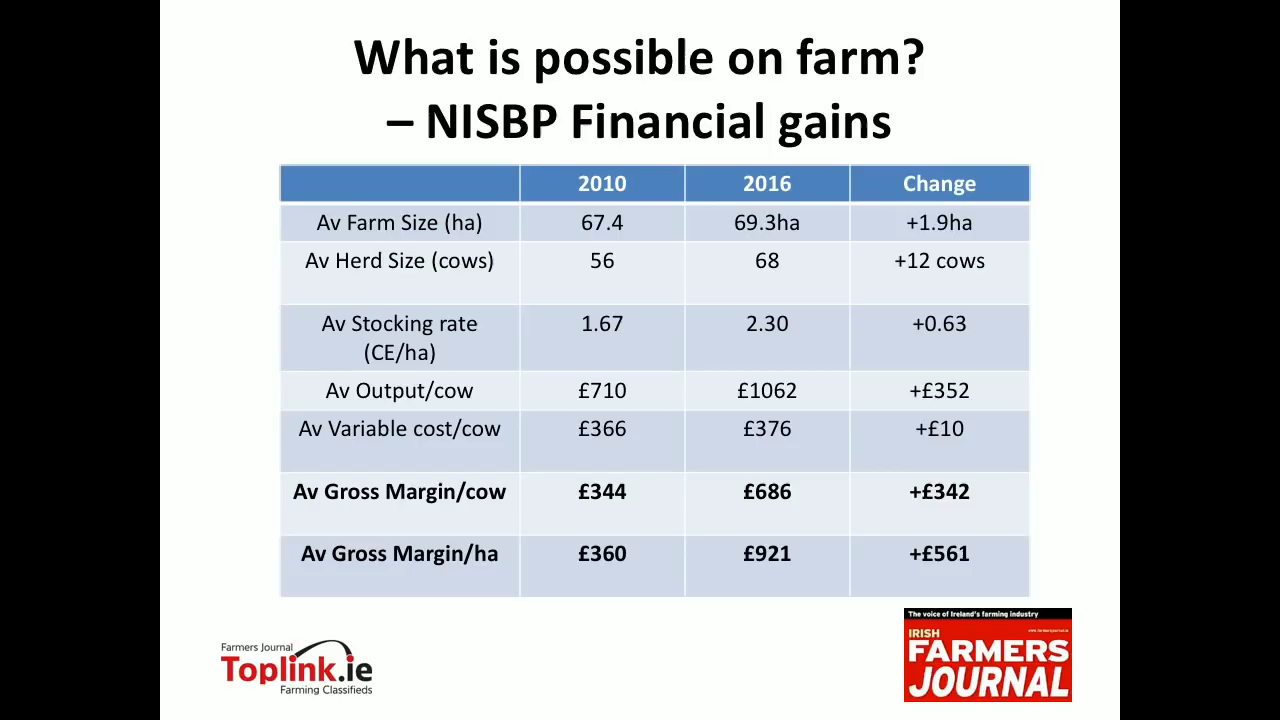 What is possible on farm?
– NISBP Financial gains
2010 2016 Change
Av Farm Size (ha) 67.4 69.3ha +1.9ha
Av Herd Size (cows) 56 68 +12 cows
Av Stocking rate 1.67 2.30 +0.63
(CE/ha)
Av Output/cow £710 £1062 +£352
Av Variable cost/cow £366 £376 +£10
Av Gross Margin/cow £344 £686 +£342
Av Gross Margin/ha £360 £921 +£561
Farmers Journal
Toplink.ie
Farming Classifieds
The voice of Ireland's farming industry
www.farmersjournal.ie
IRISH
FARMERS
JOURNAL